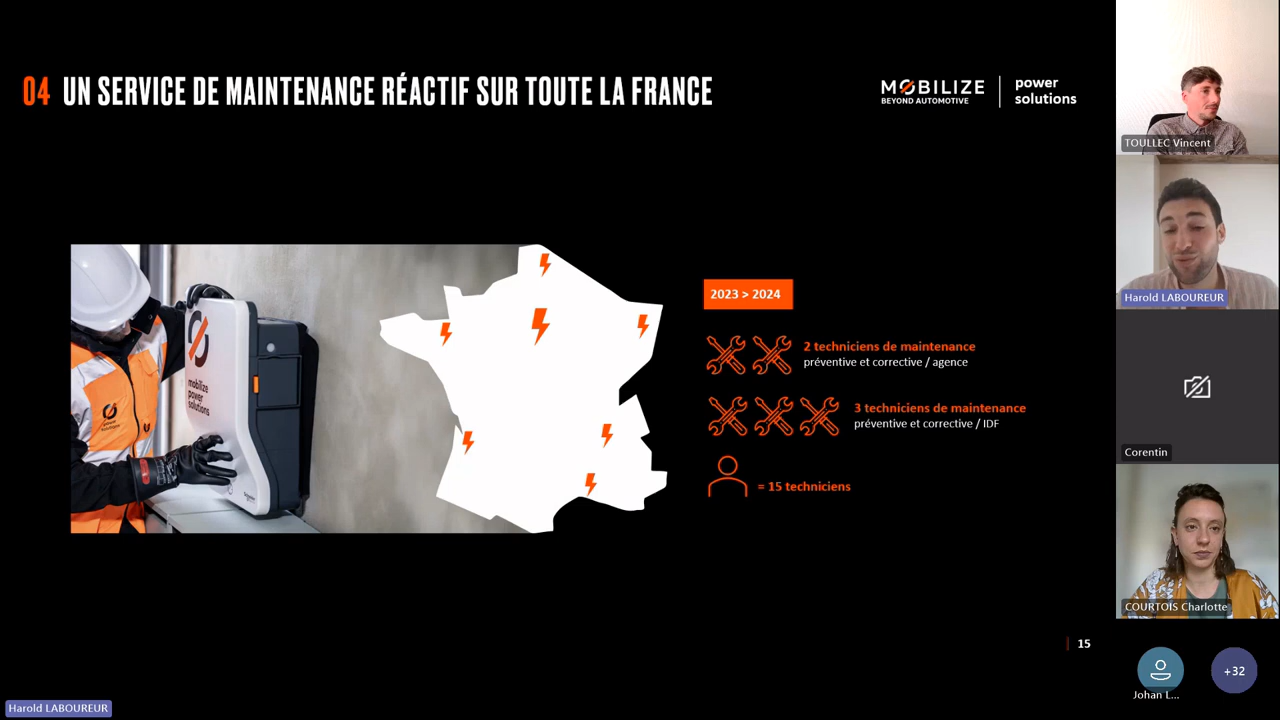 04 UN SERVICE DE MAINTENANCE RÉACTIF SUR TOUTE LA FRANCE
MOBILIZE
BEYOND AUTOMOTIVE
power
solutions
mobilize
power
solutions
2023 > 2024
2 techniciens de maintenance
préventive et corrective / agence
3 techniciens de maintenance
préventive et corrective / IDF
= 15 techniciens
15
TOULLEC Vincent
Harold LABOUREUR
Corentin
COURTOIS Charlotte
Johan L...
+32
Harold LABOUREUR